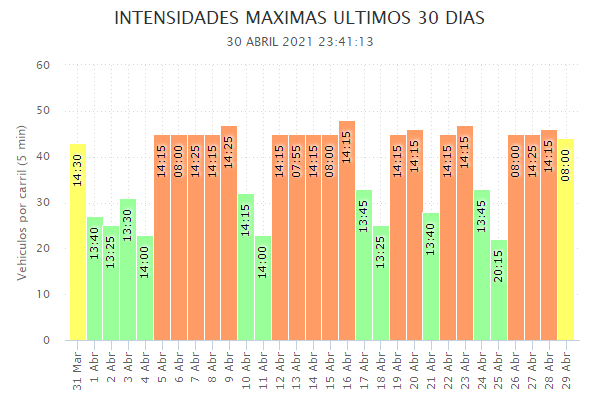 INTENSIDADES MAXIMAS ULTIMOS 30 DIAS
30 ABRIL 2021 23:41:13
Vehiculos por carril (5 min)
60
50
40
30
20
10
0
14:30
13:40
13:25
13:30
14:00
14:15
08:00
14:25
14:15
14:25
14:15
14:00
14:15
07:55
14:15
08:00
14:15
13:45
13:25
14:15
14:15
13:40
14:15
14:15
13:45
20:15
08:00
14:25
14:15
08:00
31 Mar
1 Abr
2 Abr
3 Abr
4 Abr
5 Abr
6 Abr
7 Abr
8 Abr
9 Abr
10 Abr
11 Abr
12 Abr
13 Abr
14 Abr
15 Abr
16 Abr
17 Abr
18 Abr
19 Abr
20 Abr
21 Abr
22 Abr
23 Abr
24 Abr
25 Abr
26 Abr
27 Abr
28 Abr
29 Abr